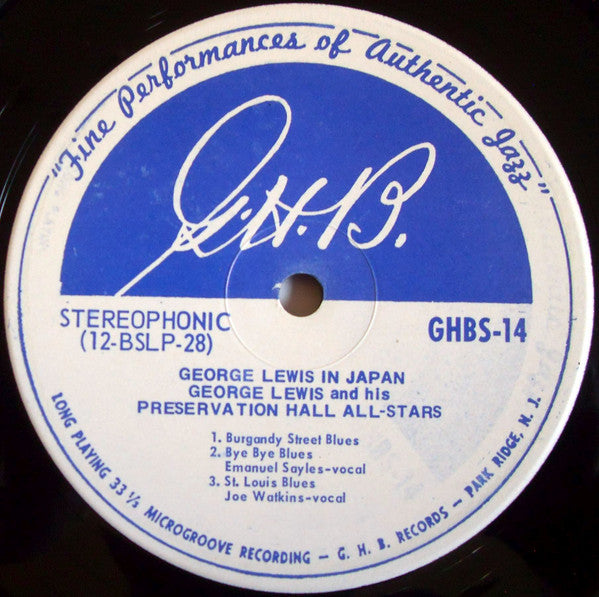 "Fine Performances of Authentic Jazz"
G.H.B.
STEREOPHONIC
(12-BSLP-28)
GHBS-14
GEORGE LEWIS IN JAPAN
GEORGE LEWIS and his
PRESERVATION HALL ALL-STARS
1. Burgandy Street Blues
2. Bye Bye Blues
Emanuel Sayles-vocal
3. St. Louis Blues
Joe Watkins-vocal
LONG PLAYING 33 1/3 MICROGROOVE RECORDING - G. H. B. RECORDS - PARK RIDGE, N. J.